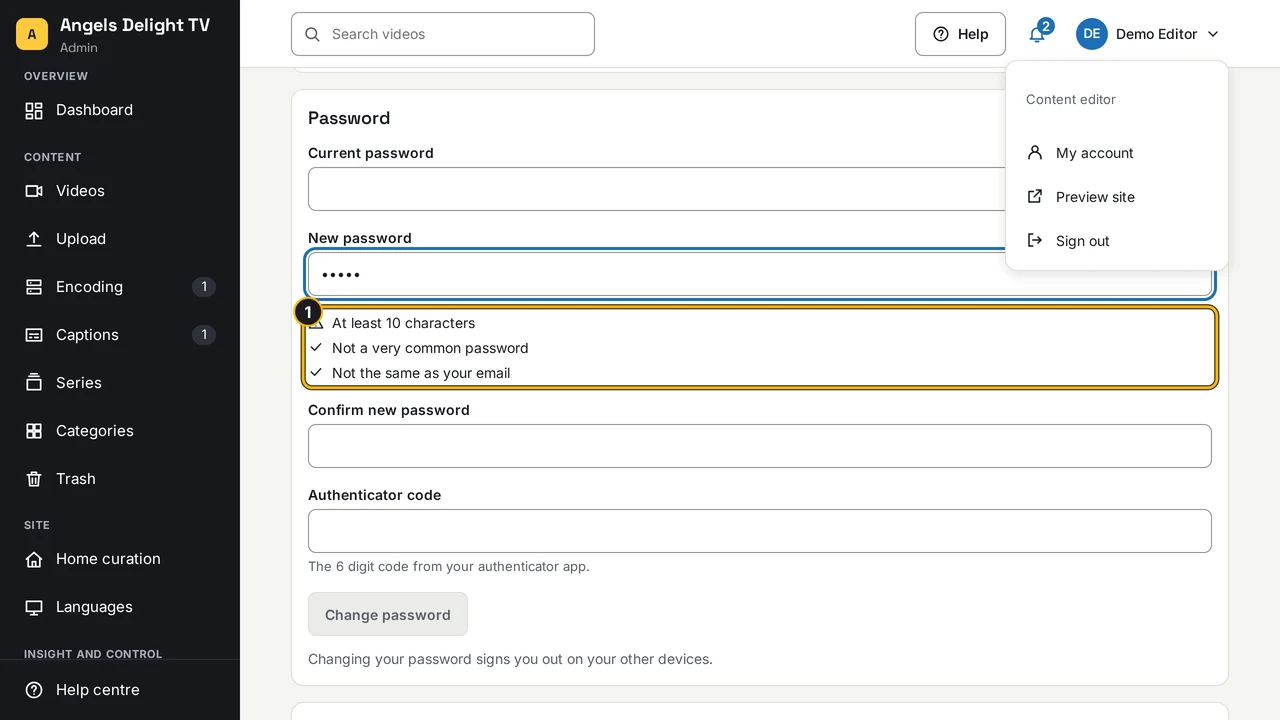 A
Angels Delight TV
Admin
OVERVIEW
Dashboard
CONTENT
Videos
Upload
Encoding 1
Captions 1
Series
Categories
Trash
SITE
Home curation
Languages
INSIGHT AND CONTROL
Help centre
Search videos
Help
2
DE Demo Editor
Content editor
My account
Preview site
Sign out
Password
Current password
New password
•••••
1
At least 10 characters
Not a very common password
Not the same as your email
Confirm new password
Authenticator code
The 6 digit code from your authenticator app.
Change password
Changing your password signs you out on your other devices.